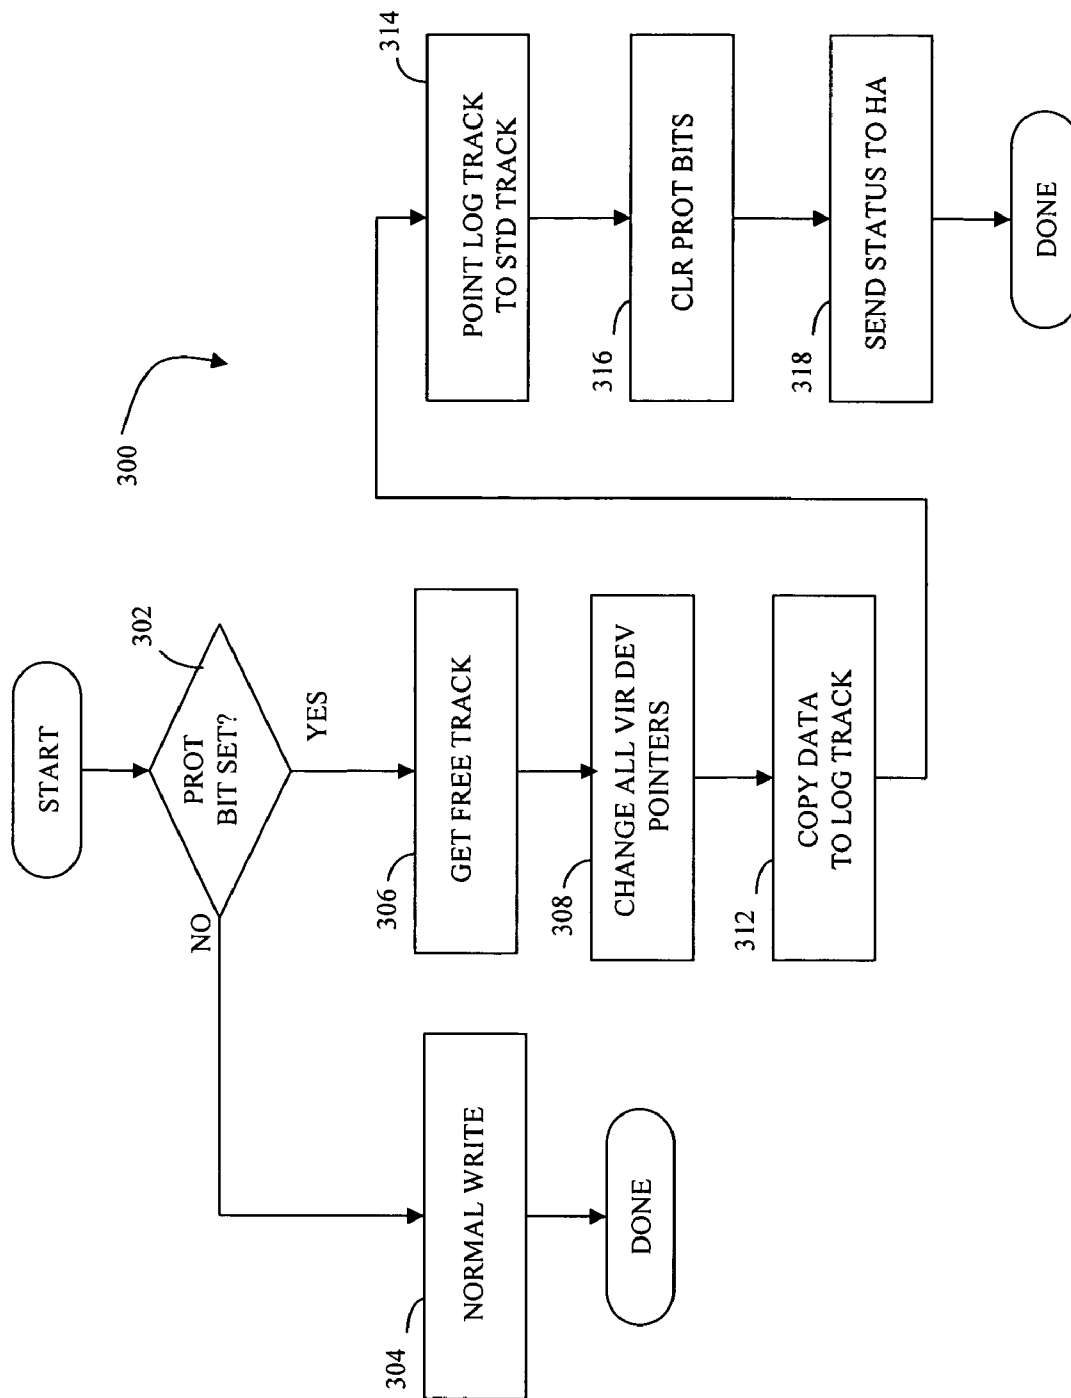 300
START
302
PROT
BIT SET?
NO
YES
304
NORMAL WRITE
DONE
306
GET FREE TRACK
308
CHANGE ALL VIR DEV
POINTERS
312
COPY DATA
TO LOG TRACK
314
POINT LOG TRACK
TO STD TRACK
316
CLR PROT BITS
318
SEND STATUS TO HA
DONE